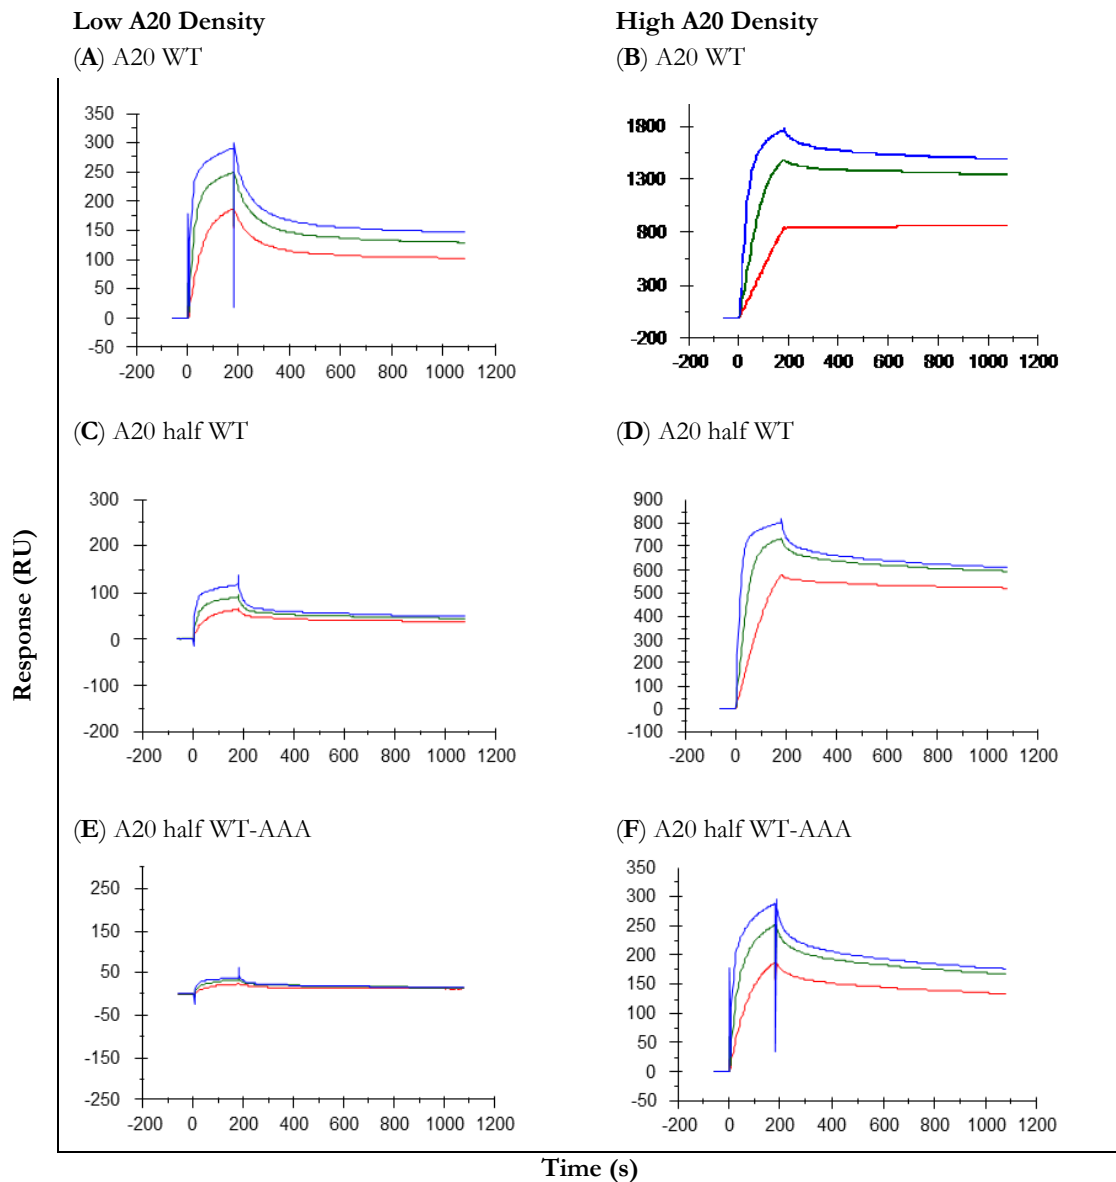 Low A20 Density
High A20 Density
(A) A20 WT
(B) A20 WT
350
300
250
200
150
100
50
0
-50
-200 0 200 400 600 800 1000 1200
1800
1300
800
300
-200
-200 0 200 400 600 800 1000 1200
(C) A20 half WT
(D) A20 half WT
300
200
100
0
-100
-200
-200 0 200 400 600 800 1000 1200
900
800
700
600
500
400
300
200
100
0
-100
-200 0 200 400 600 800 1000 1200
(E) A20 half WT-AAA
(F) A20 half WT-AAA
250
150
50
-50
-150
-250
-200 0 200 400 600 800 1000 1200
350
300
250
200
150
100
50
0
-50
-200 0 200 400 600 800 1000 1200
Response (RU)
Time (s)